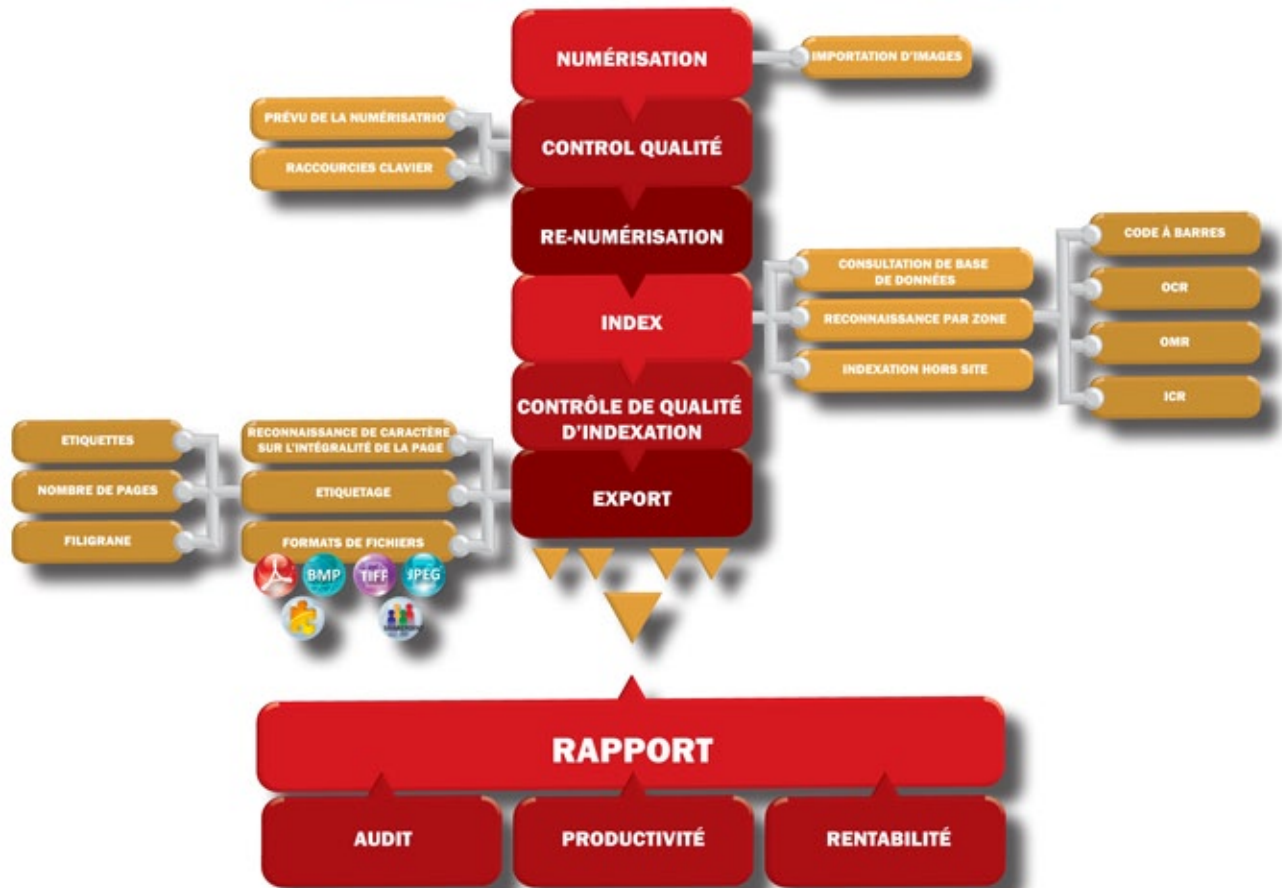 NUMÉRISATION
IMPORTATION D'IMAGES
PRÉVU DE LA NUMÉRISATRIO
RACCOURCIES CLAVIER
CONTROL QUALITÉ
RE-NUMÉRISATION
CODE À BARRES
CONSULTATION DE BASE
DE DONNÉES
OCR
INDEX
RECONNAISSANCE PAR ZONE
OMR
INDEXATION HORS SITE
ICR
CONTRÔLE DE QUALITÉ
D'INDEXATION
ETIQUETTES
RECONNAISSANCE DE CARACTÈRE
SUR L'INTÉGRALITÉ DE LA PAGE
NOMBRE DE PAGES
ETIQUETAGE
EXPORT
FILIGRANE
FORMATS DE FICHIERS
BMP
TIFF
JPEG
RAPPORT
AUDIT
PRODUCTIVITÉ
RENTABILITÉ